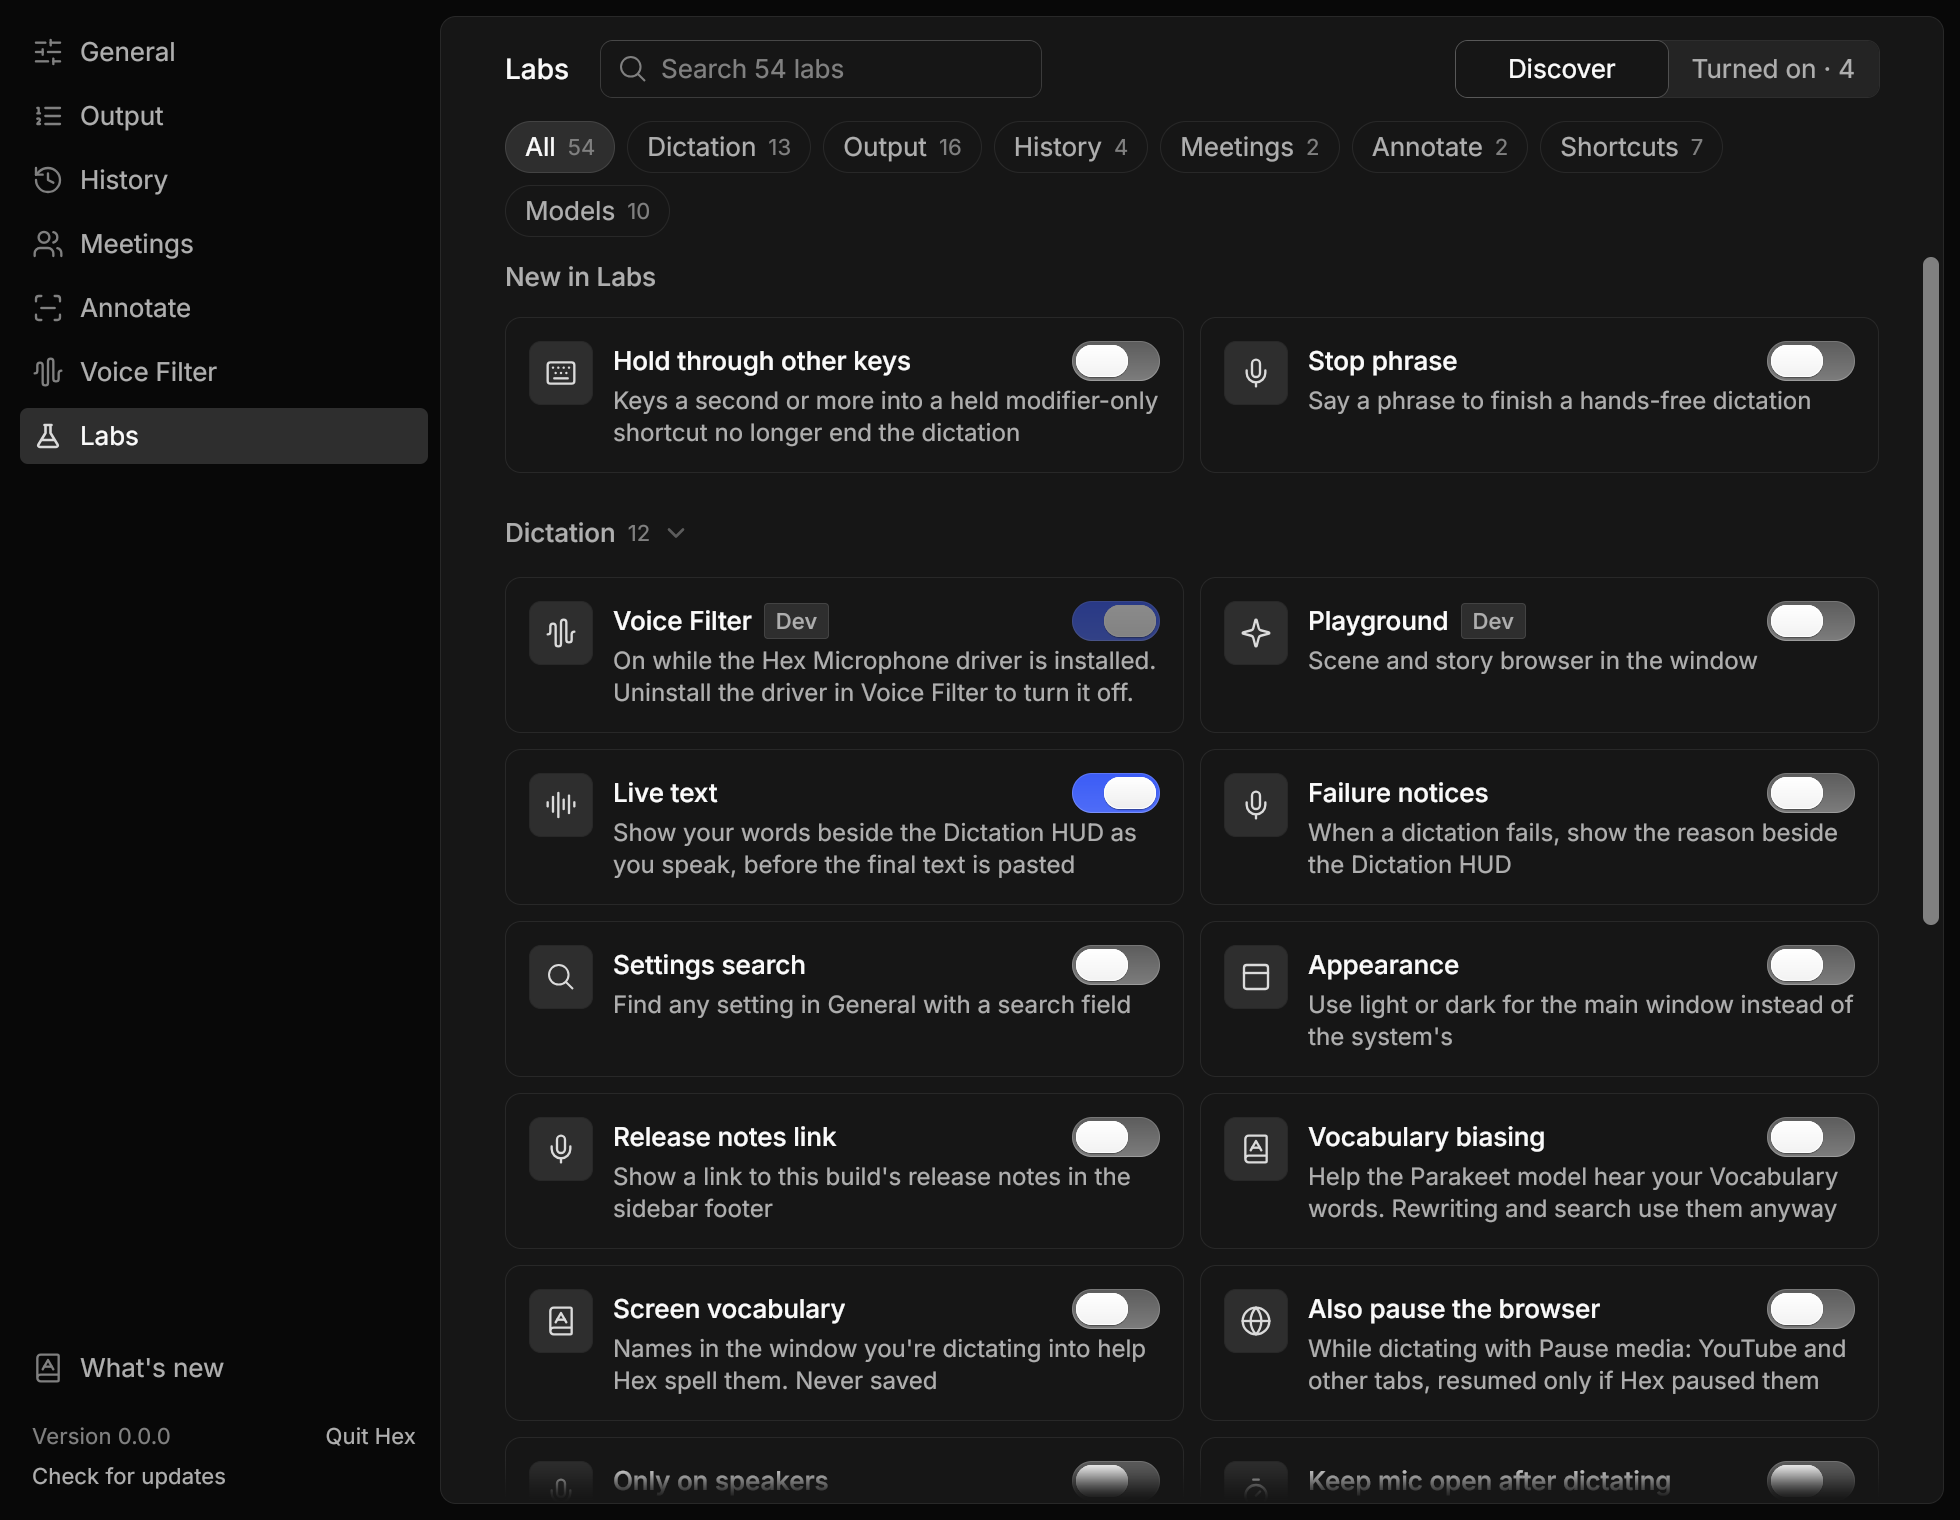 General
Output
History
Meetings
Annotate
Voice Filter
Labs
What's new
Version 0.0.0
Quit Hex
Check for updates
Labs
Search 54 labs
Discover
Turned on · 4
All 54
Dictation 13
Output 16
History 4
Meetings 2
Annotate 2
Shortcuts 7
Models 10
New in Labs
Hold through other keys
Keys a second or more into a held modifier-only
shortcut no longer end the dictation
Stop phrase
Say a phrase to finish a hands-free dictation
Dictation 12
Voice Filter Dev
On while the Hex Microphone driver is installed.
Uninstall the driver in Voice Filter to turn it off.
Playground Dev
Scene and story browser in the window
Live text
Show your words beside the Dictation HUD as
you speak, before the final text is pasted
Failure notices
When a dictation fails, show the reason beside
the Dictation HUD
Settings search
Find any setting in General with a search field
Appearance
Use light or dark for the main window instead of
the system's
Release notes link
Show a link to this build's release notes in the
sidebar footer
Vocabulary biasing
Help the Parakeet model hear your Vocabulary
words. Rewriting and search use them anyway
Screen vocabulary
Names in the window you're dictating into help
Hex spell them. Never saved
Also pause the browser
While dictating with Pause media: YouTube and
other tabs, resumed only if Hex paused them
Only on speakers
Keep mic open after dictating